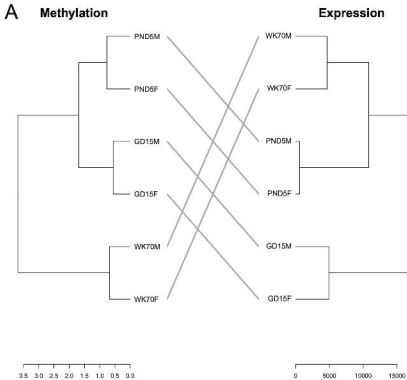 A Methylation Expression
PND5M WK70M
PND5F WK70F
GD15M PND5M
GD15F PND5F
WK70M GD15M
WK70F GD15F
3.5 3.0 2.5 2.0 1.5 1.0 0.5 0.0 0 5000 10000 15000